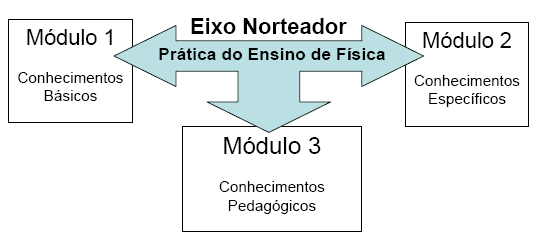 Eixo Norteador
Prática do Ensino de Física
Módulo 1
Conhecimentos
Básicos
Módulo 2
Conhecimentos
Específicos
Módulo 3
Conhecimentos
Pedagógicos